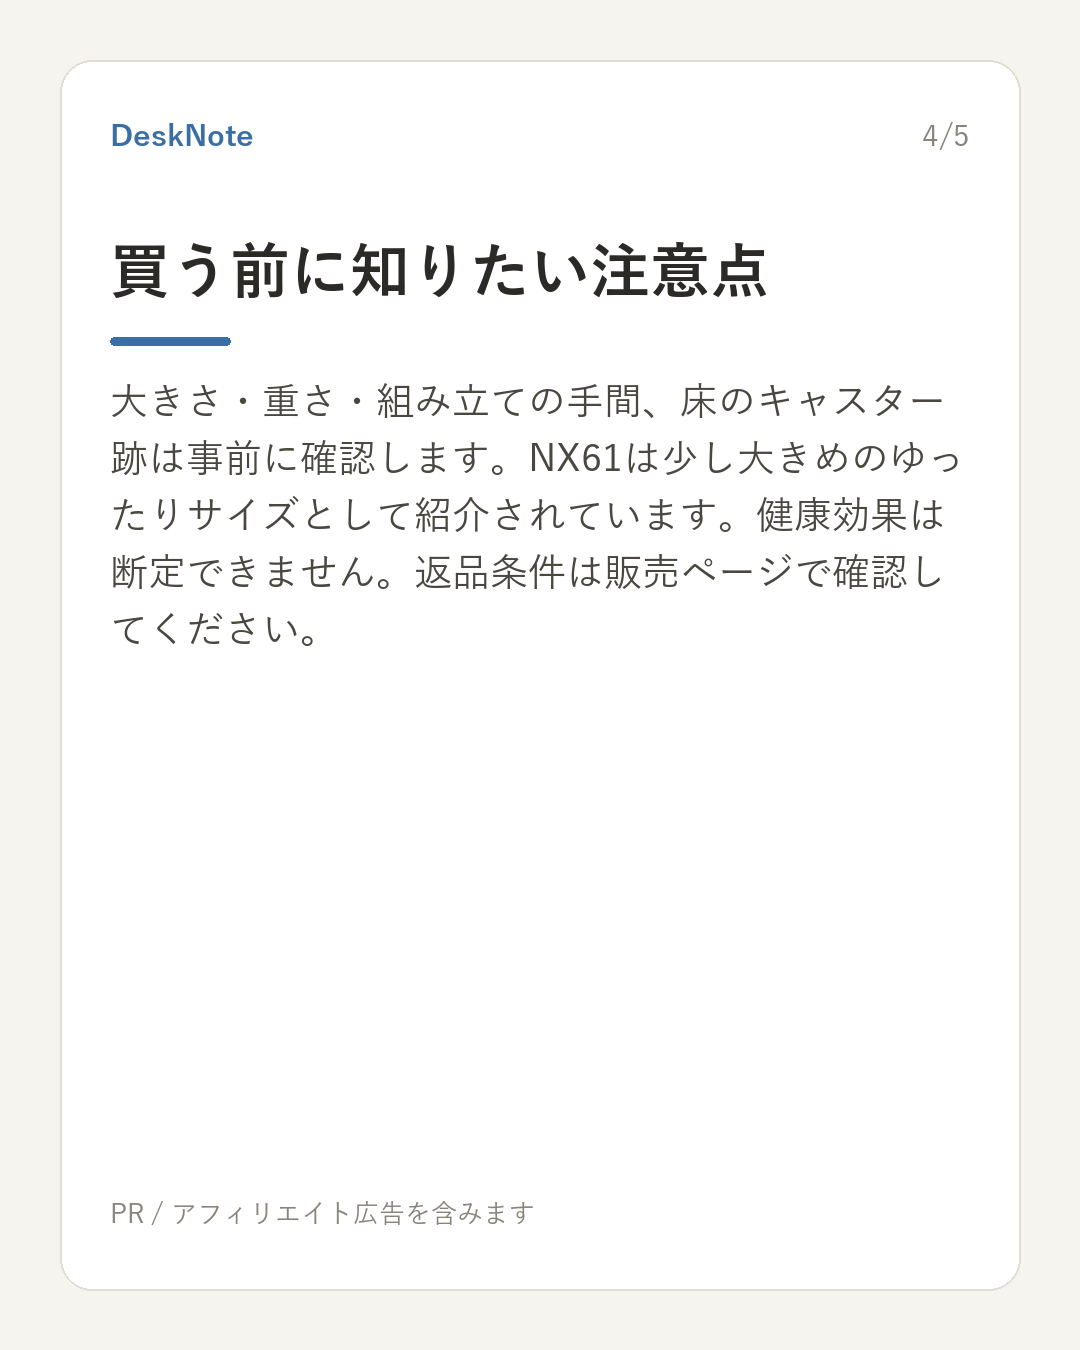 DeskNote
4/5
買う前に知りたい注意点
大きさ・重さ・組み立ての手間、床のキャスター
跡は事前に確認します。NX61は少し大きめのゆっ
たりサイズとして紹介されています。健康効果は
断定できません。返品条件は販売ページで確認し
てください。
PR / アフィリエイト広告を含みます